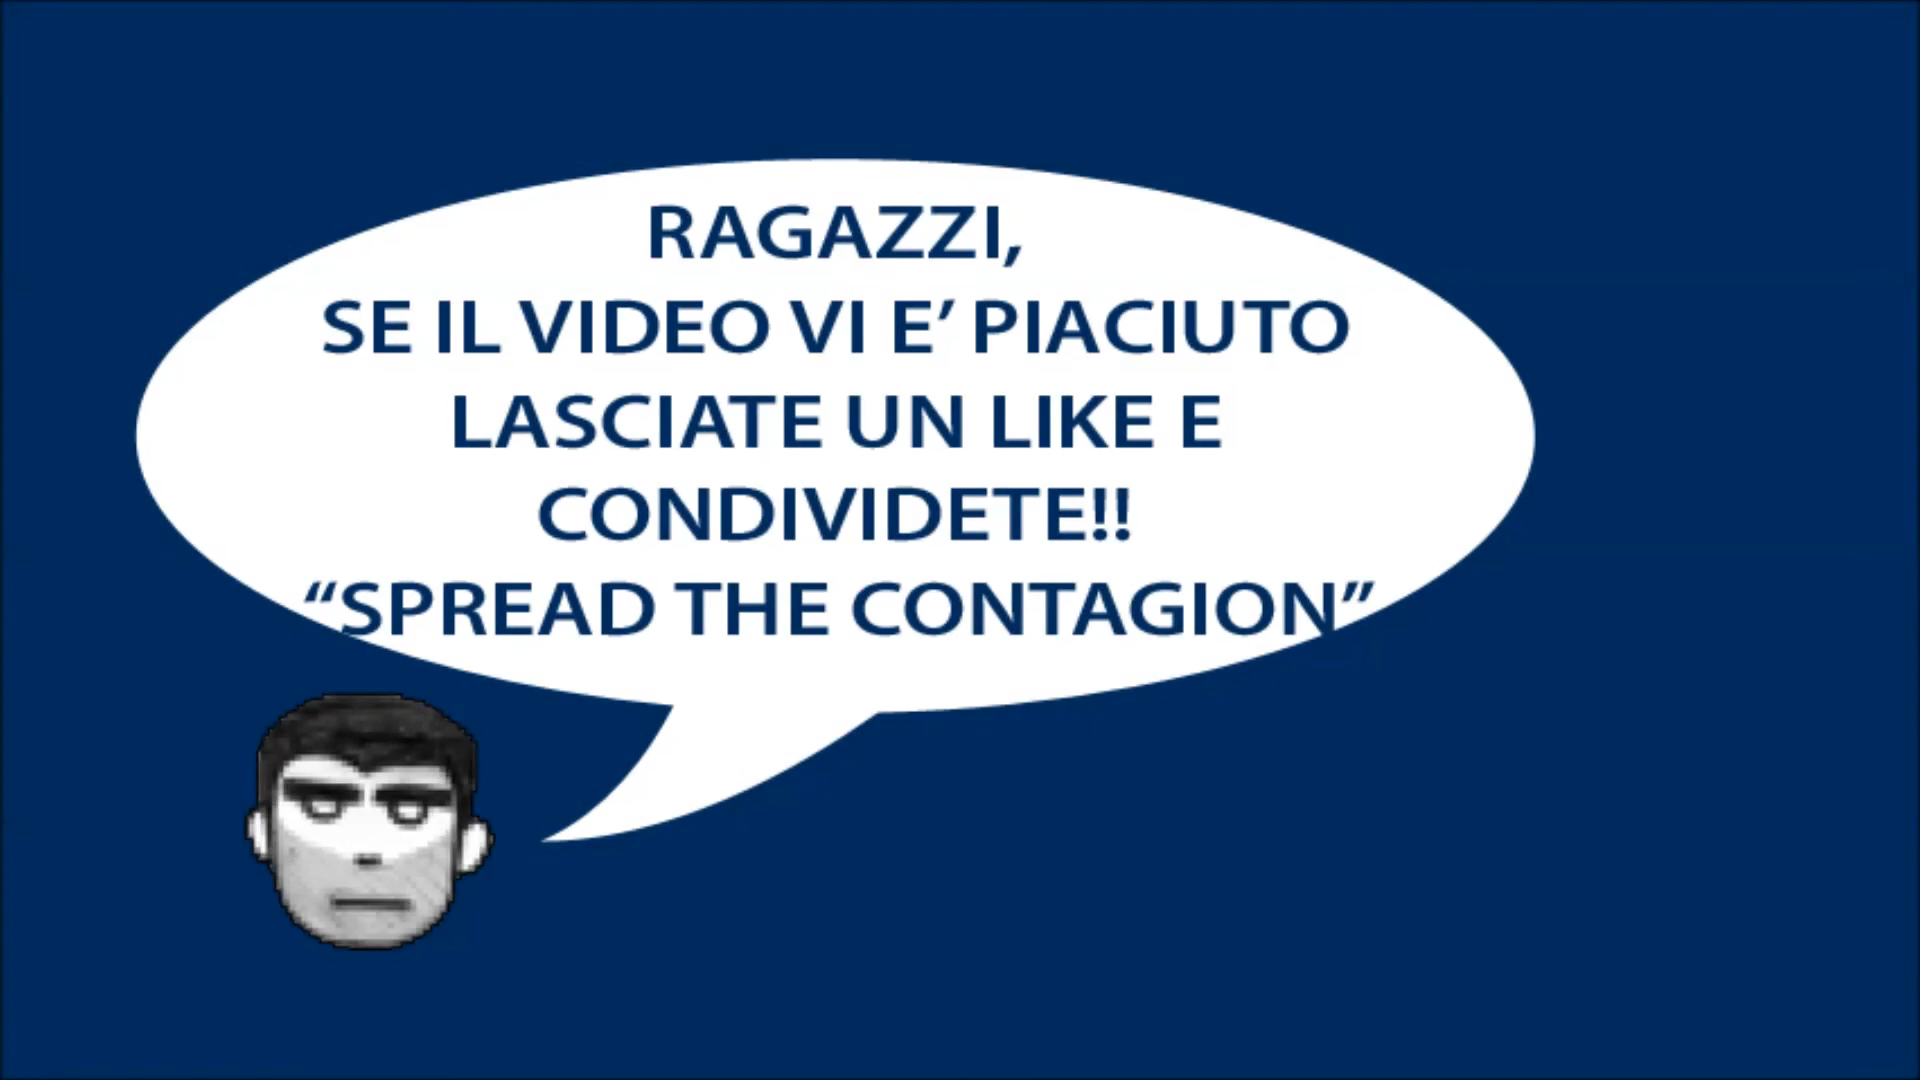 RAGAZZI,
SE IL VIDEO VI E’ PIACIUTO
LASCIATE UN LIKE E
CONDIVIDETE!!
“SPREAD THE CONTAGION”